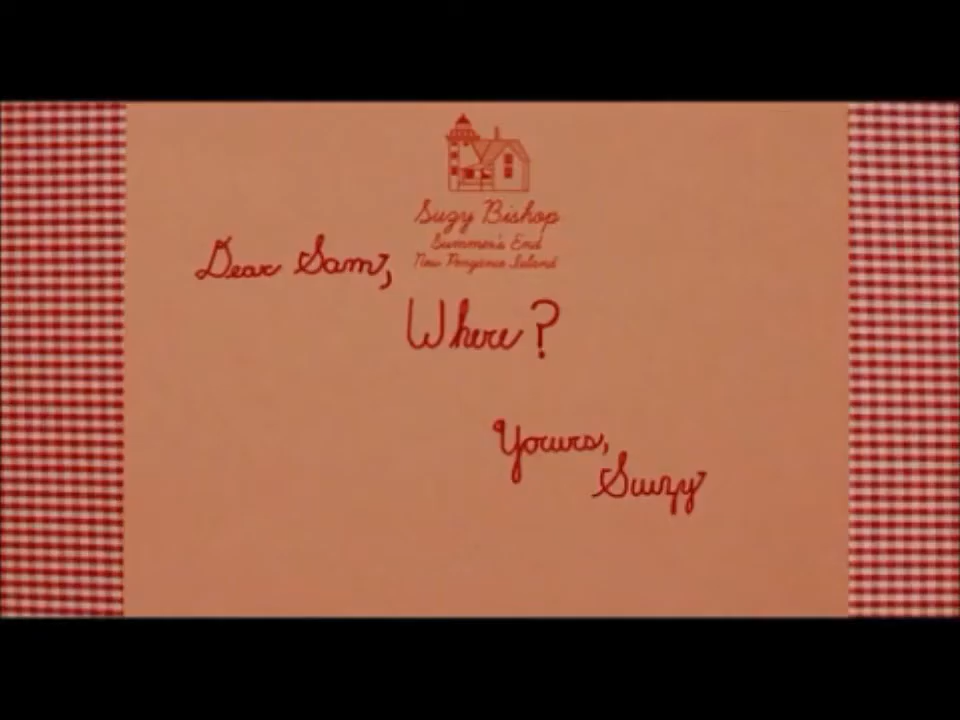 Suzy Bishop
Summer's End
New Penzance Island
Dear Sam,
Where?
Yours,
Suzy